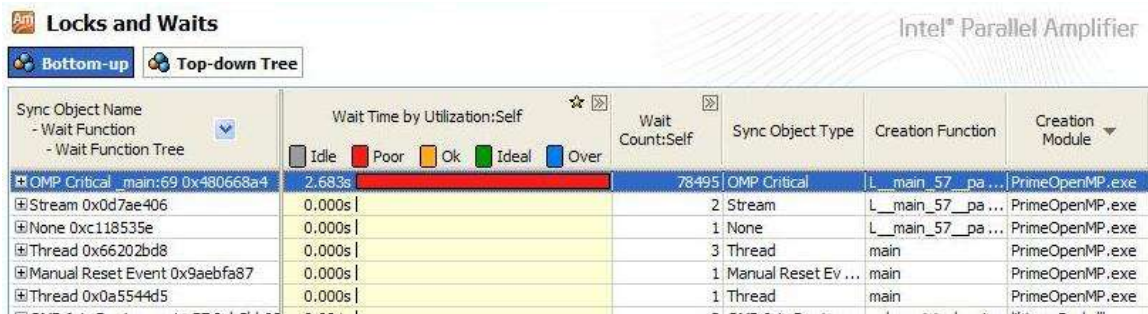 Locks and Waits
Intel® Parallel Amplifier
Bottom-up Top-down Tree
Sync Object Name
- Wait Function
- Wait Function Tree
Wait Time by Utilization:Self
Idle Poor Ok Ideal Over
Wait
Count:Self
Sync Object Type
Creation Function
Creation
Module
OMP Critical _main:69 0x480668a4 2.683s 78495 OMP Critical L__main_57__pa ... PrimeOpenMP.exe
Stream 0x0d7ae406 0.000s 2 Stream L__main_57__pa ... PrimeOpenMP.exe
None 0xc118535e 0.000s 1 None L__main_57__pa ... PrimeOpenMP.exe
Thread 0x66202bd8 0.000s 3 Thread main PrimeOpenMP.exe
Manual Reset Event 0x9aebfa87 0.000s 1 Manual Reset Ev ... main PrimeOpenMP.exe
Thread 0x0a5544d5 0.000s 1 Thread main PrimeOpenMP.exe